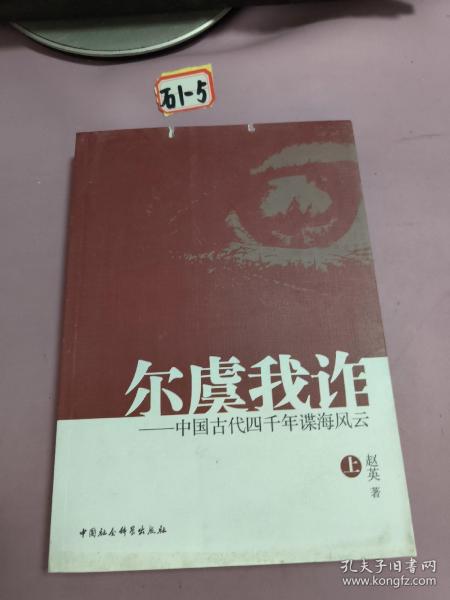 石1-5
尔虞我诈
——中国古代四千年谍海风云
上 赵英 著
中国社会科学出版社
孔夫子旧书网
www.kongfz.com